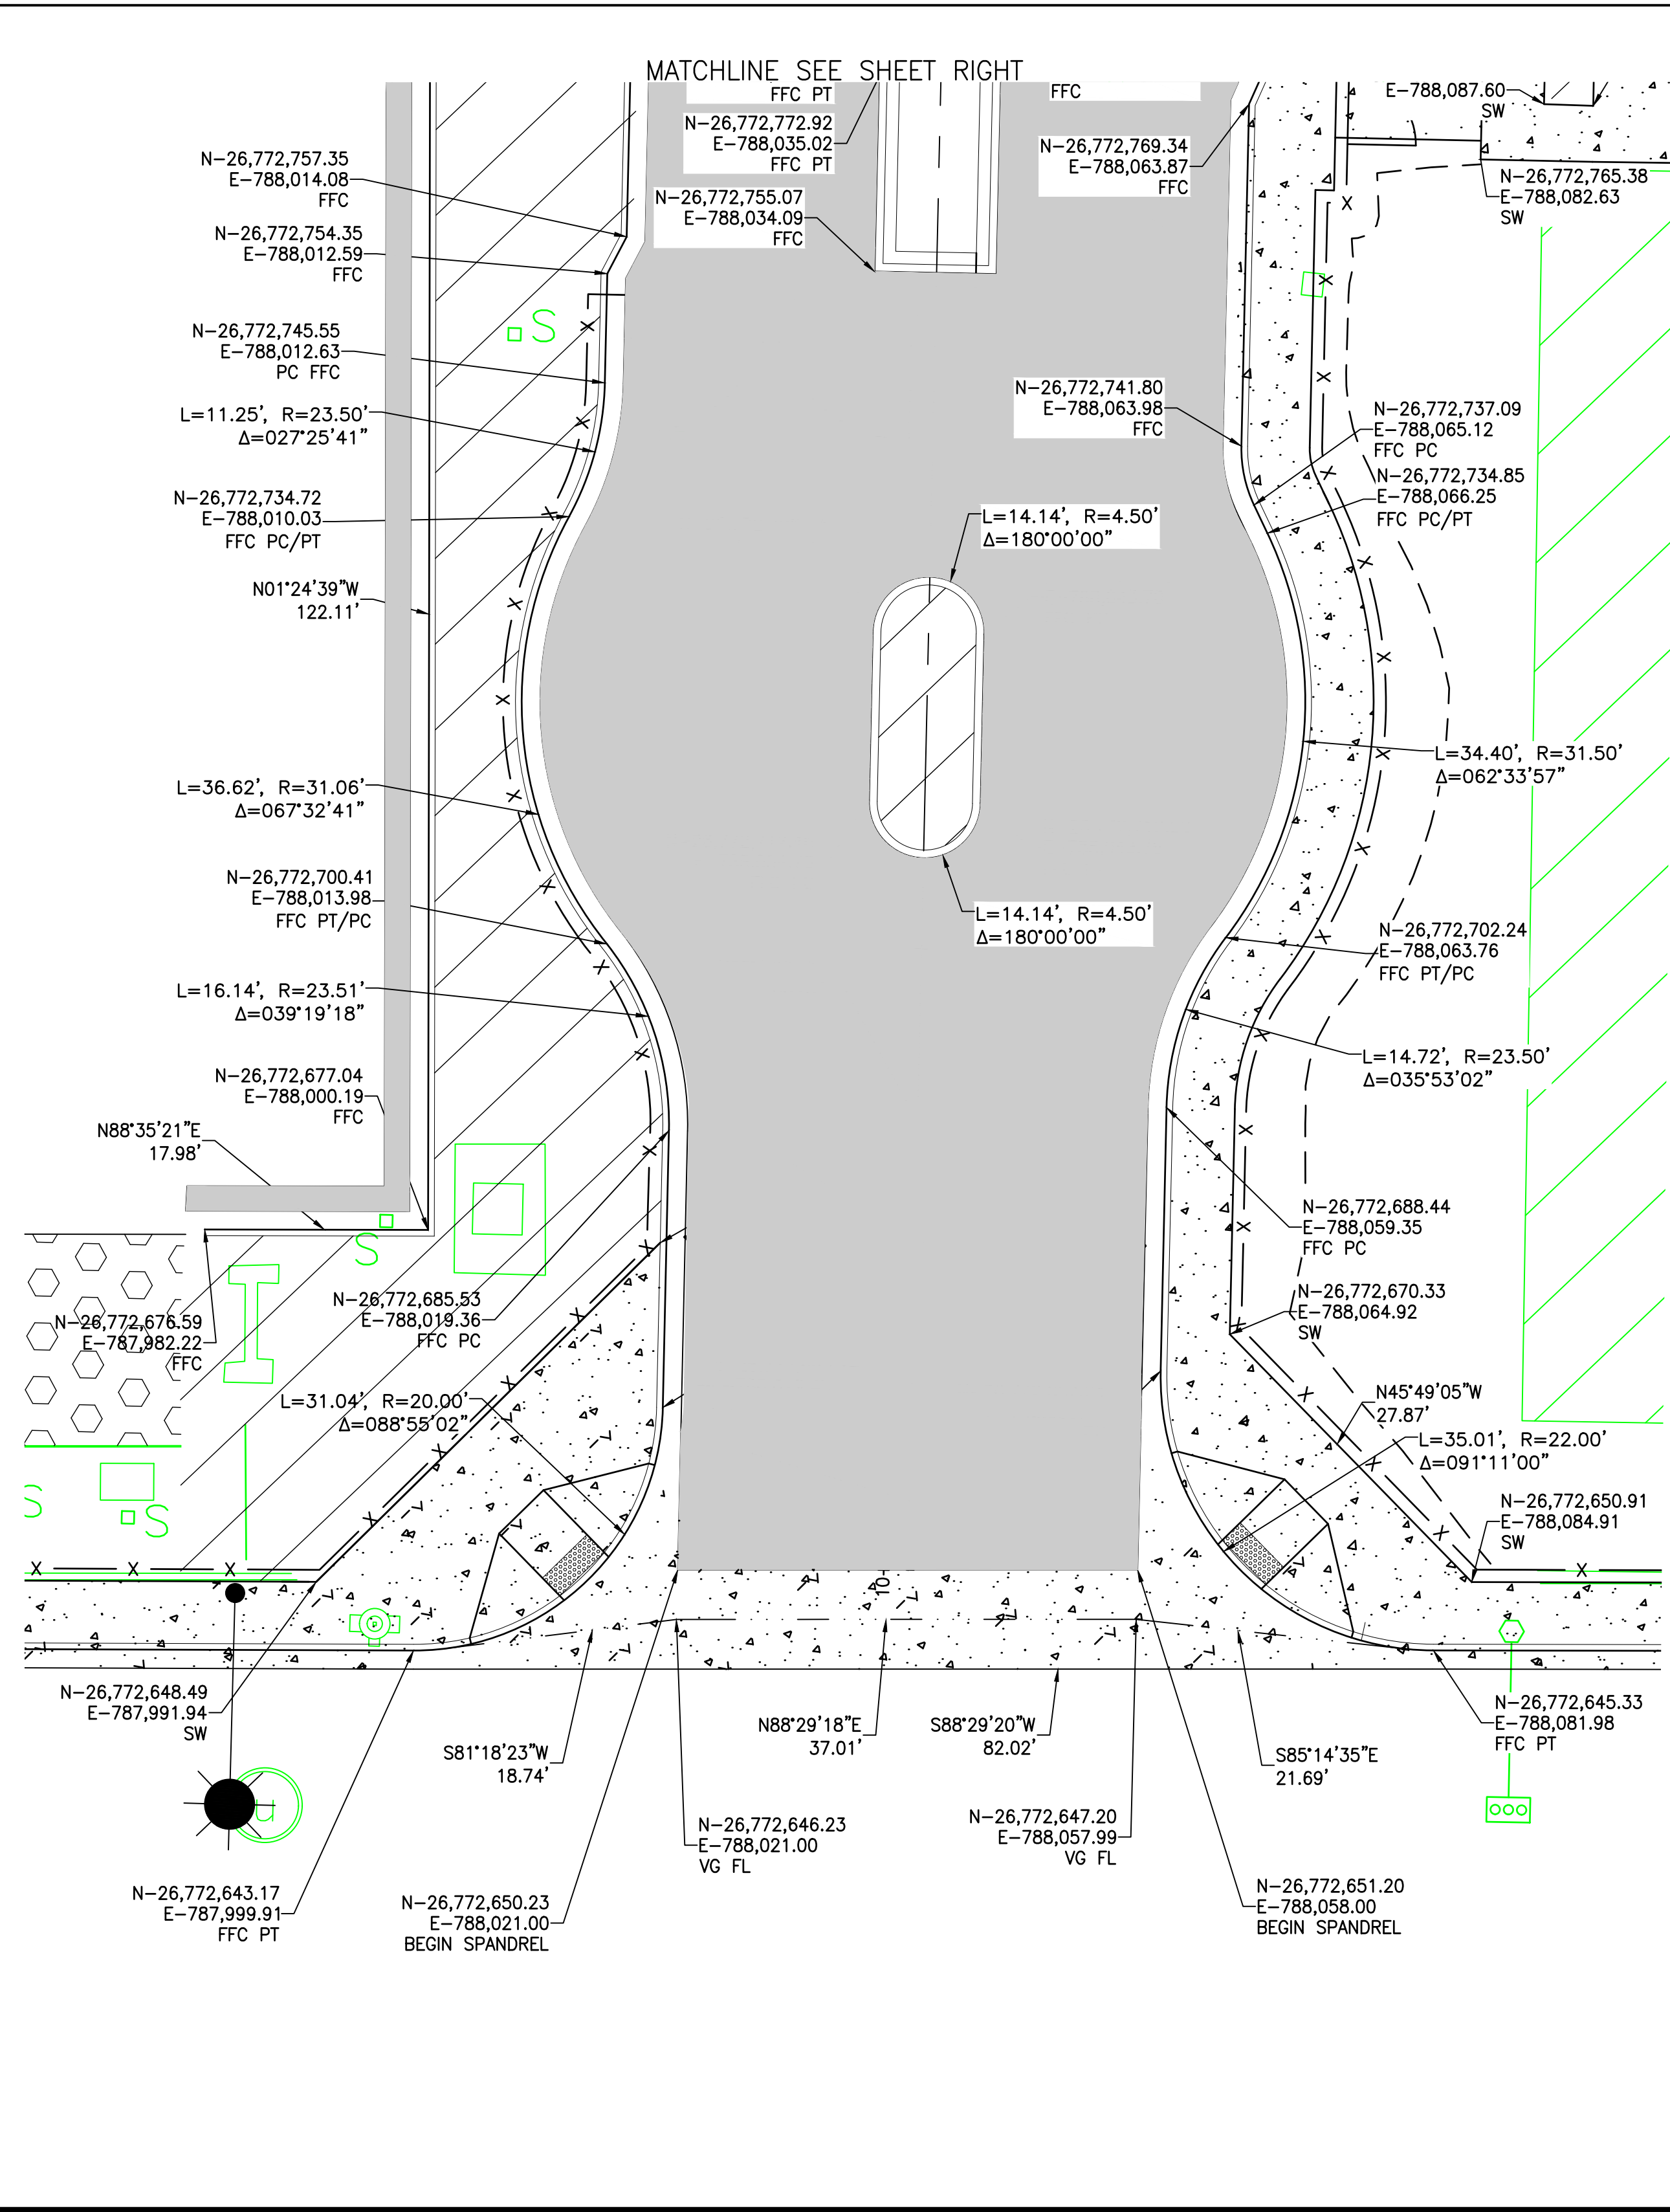 MATCHLINE SEE SHEET RIGHT
FFC PT
FFC
E-788,087.60
SW
N-26,772,772.92
E-788,035.02
FFC PT
N-26,772,769.34
E-788,063.87
FFC
N-26,772,757.35
E-788,014.08
FFC
N-26,772,765.38
E-788,082.63
SW
N-26,772,755.07
E-788,034.09
FFC
N-26,772,754.35
E-788,012.59
FFC
S
N-26,772,745.55
E-788,012.63
PC FFC
N-26,772,741.80
E-788,063.98
FFC
L=11.25', R=23.50'
Δ=027°25'41"
N-26,772,737.09
E-788,065.12
FFC PC
N-26,772,734.85
E-788,066.25
FFC PC/PT
N-26,772,734.72
E-788,010.03
FFC PC/PT
L=14.14', R=4.50'
Δ=180°00'00"
N01°24'39"W
122.11'
L=34.40', R=31.50'
Δ=062°33'57"
L=36.62', R=31.06'
Δ=067°32'41"
N-26,772,700.41
E-788,013.98
FFC PT/PC
L=14.14', R=4.50'
Δ=180°00'00"
N-26,772,702.24
E-788,063.76
FFC PT/PC
L=16.14', R=23.51'
Δ=039°19'18"
L=14.72', R=23.50'
Δ=035°53'02"
N-26,772,677.04
E-788,000.19
FFC
N88°35'21"E
17.98'
N-26,772,688.44
E-788,059.35
FFC PC
S
N-26,772,670.33
E-788,064.92
SW
N-26,772,685.53
E-788,019.36
FFC PC
N-26,772,676.59
E-787,982.22
FFC
L=31.04', R=20.00'
Δ=088°55'02"
N45°49'05"W
27.87'
L=35.01', R=22.00'
Δ=091°11'00"
S
S
N-26,772,650.91
E-788,084.91
SW
10
N-26,772,648.49
E-787,991.94
SW
N-26,772,645.33
E-788,081.98
FFC PT
N88°29'18"E
37.01'
S88°29'20"W
82.02'
S81°18'23"W
18.74'
S85°14'35"E
21.69'
u
N-26,772,646.23
E-788,021.00
VG FL
N-26,772,647.20
E-788,057.99
VG FL
N-26,772,643.17
E-787,999.91
FFC PT
N-26,772,650.23
E-788,021.00
BEGIN SPANDREL
N-26,772,651.20
E-788,058.00
BEGIN SPANDREL